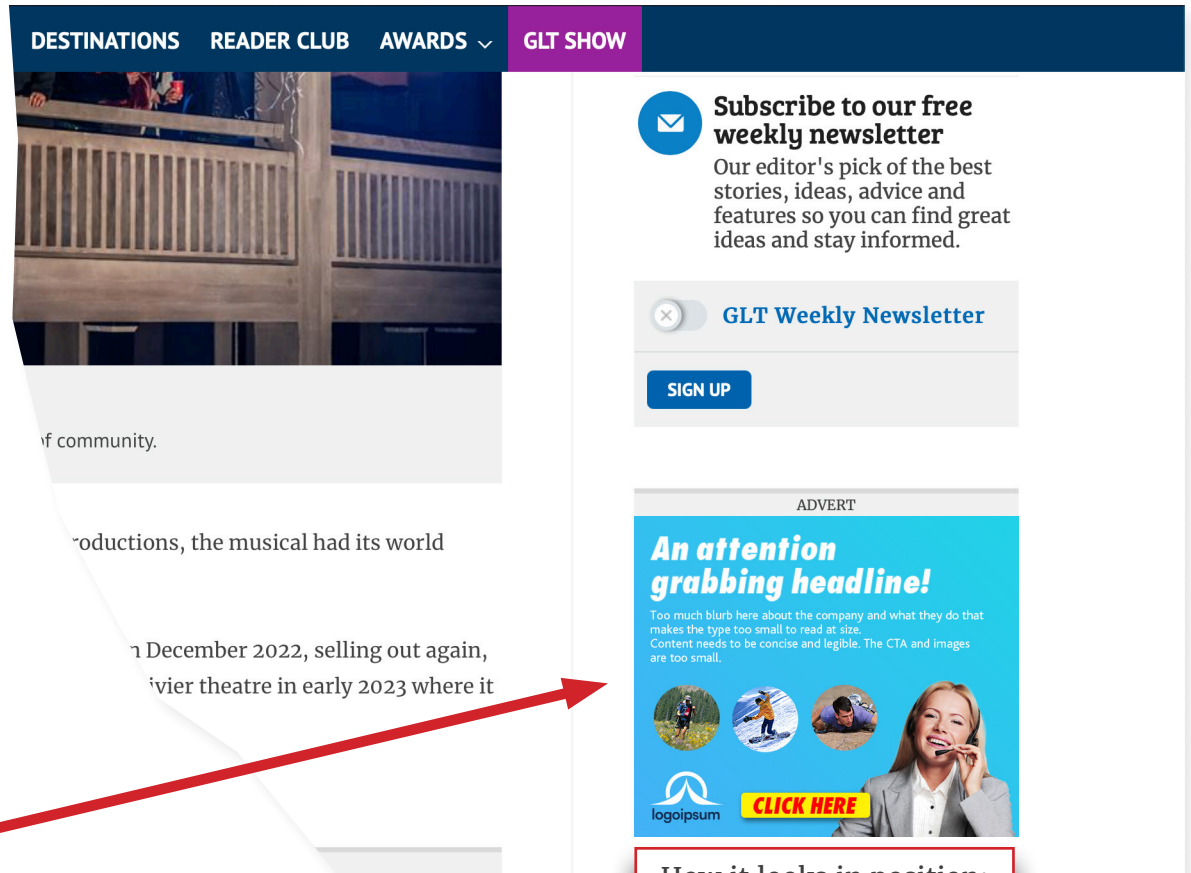 DESTINATIONS READER CLUB AWARDS GLT SHOW
of community.
roductions, the musical had its world
December 2022, selling out again,
ivier theatre in early 2023 where it
Subscribe to our free
weekly newsletter
Our editor's pick of the best
stories, ideas, advice and
features so you can find great
ideas and stay informed.
GLT Weekly Newsletter
SIGN UP
ADVERT
An attention
grabbing headline!
Too much blurb here about the company and what they do that
makes the type too small to read at size.
Content needs to be concise and legible. The CTA and images
are too small.
logoipsum
CLICK HERE
How it looks in position: